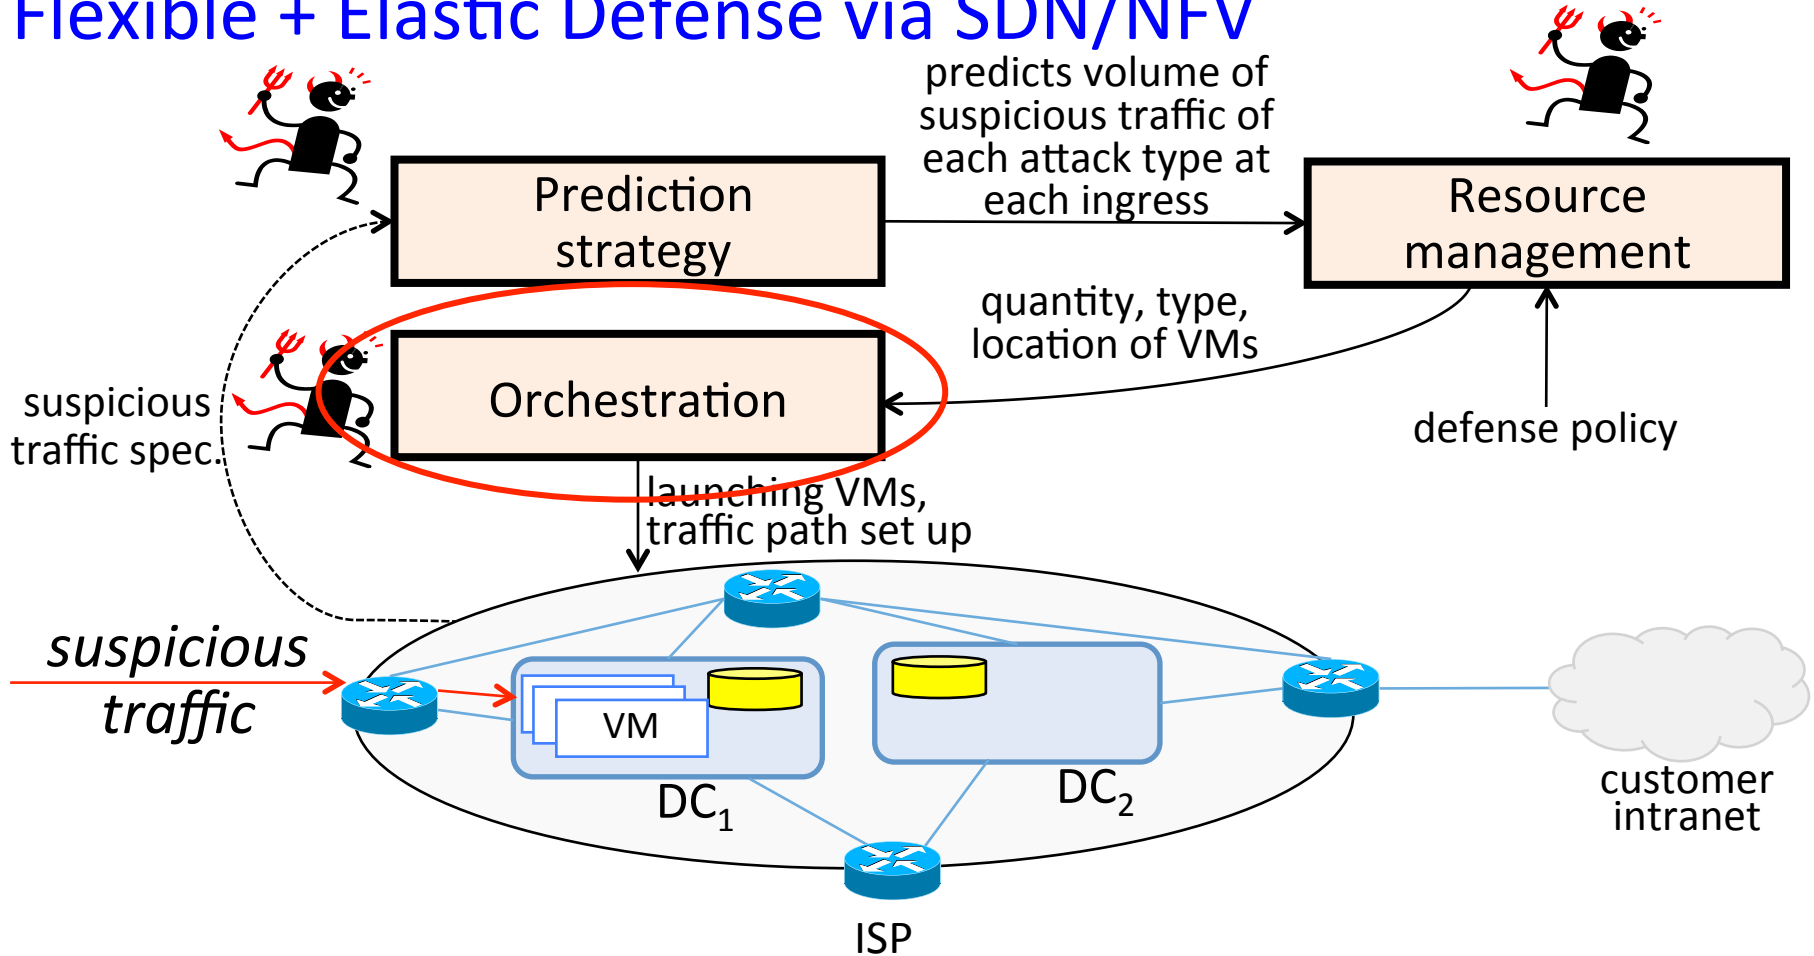 Flexible + Elastic Defense via SDN/NFV
predicts volume of
suspicious traffic of
each attack type at
each ingress
Prediction
strategy
Resource
management
quantity, type,
location of VMs
Orchestration
suspicious
traffic spec.
defense policy
launching VMs,
traffic path set up
suspicious
traffic
VM
DC₁
DC₂
customer
intranet
ISP